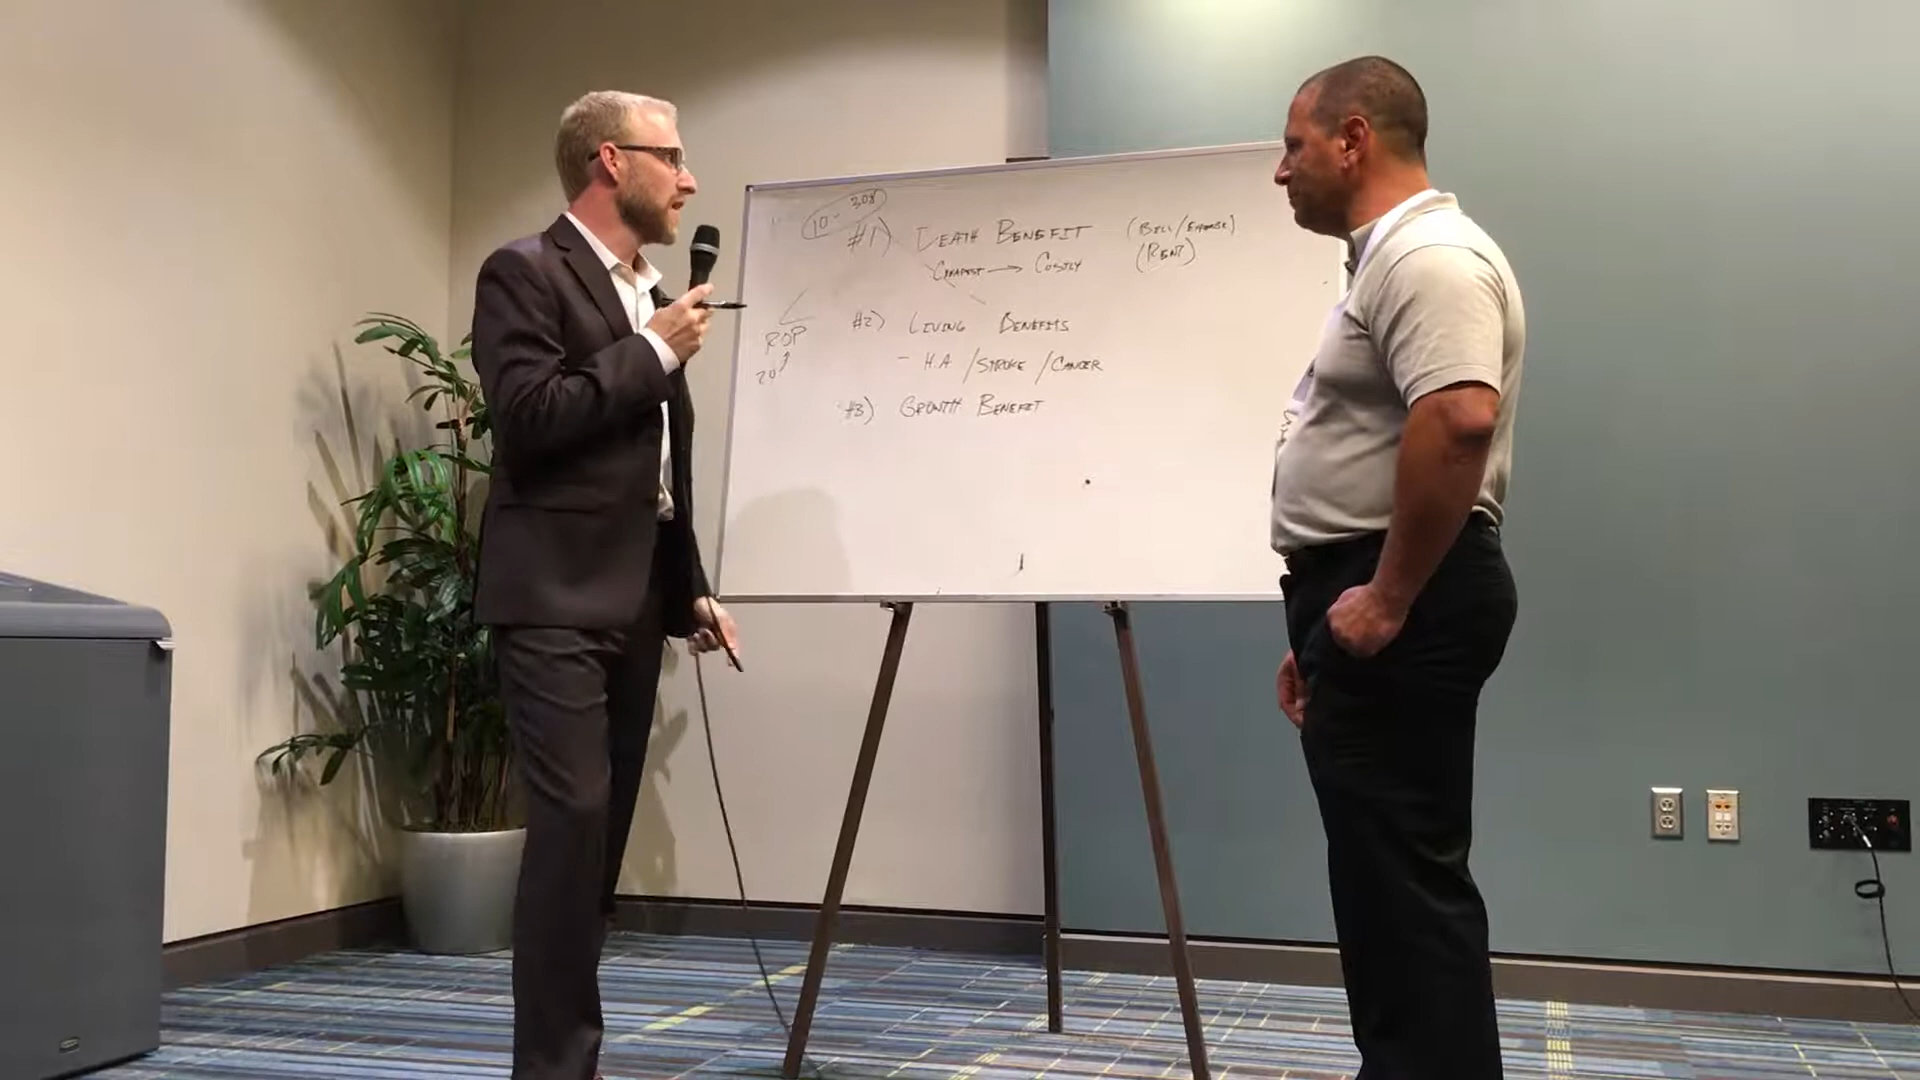 10 - 30Y
#1) DEATH BENEFIT (BILL/EXPENSE)
CHEAPEST → COSTLY (RENT)
ROP
20
#2) LIVING BENEFITS
- H.A /STROKE /CANCER
#3) GROWTH BENEFIT